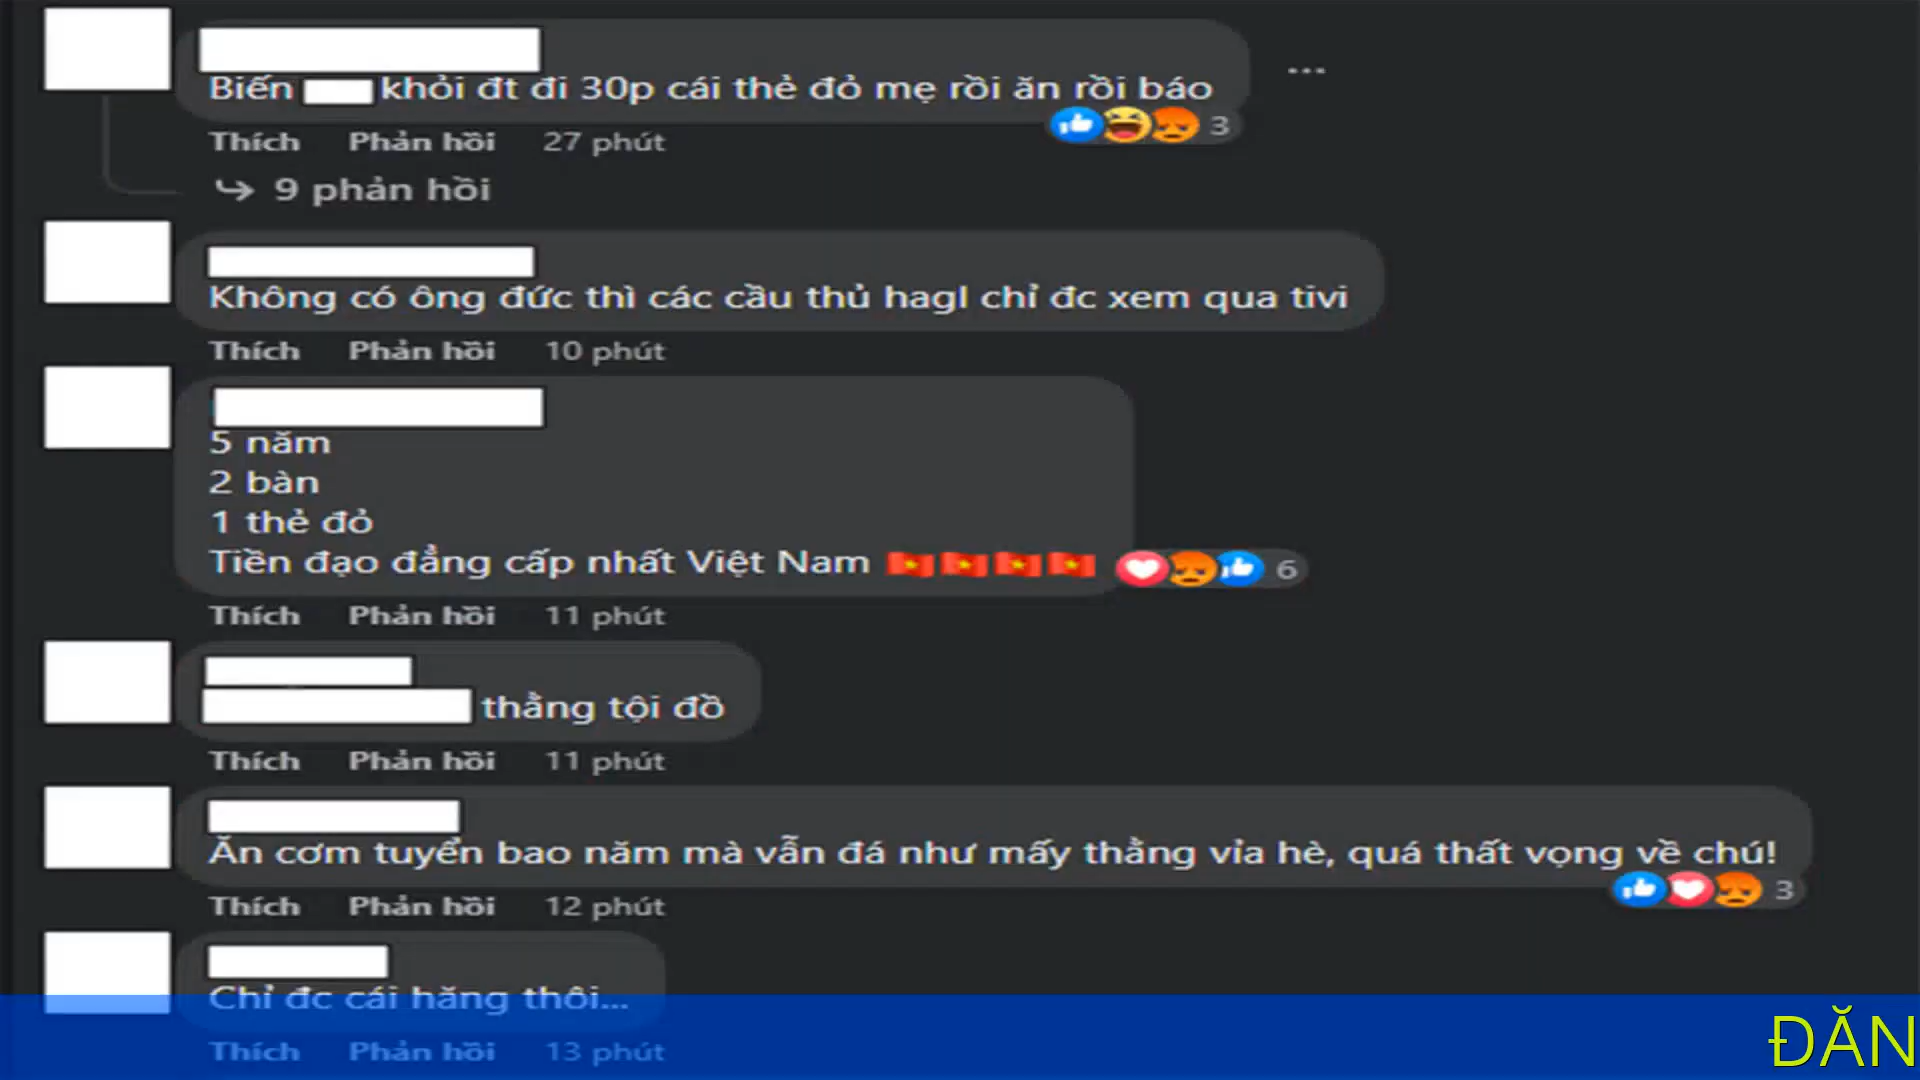 Biến khỏi đt đi 30p cái thẻ đỏ mẹ rồi ăn rồi báo
3
Thích Phản hồi 27 phút
9 phản hồi
Không có ông đức thì các cầu thủ hagl chỉ đc xem qua tivi
Thích Phản hồi 10 phút
5 năm
2 bàn
1 thẻ đỏ
Tiền đạo đẳng cấp nhất Việt Nam
6
Thích Phản hồi 11 phút
thằng tội đồ
Thích Phản hồi 11 phút
Ăn cơm tuyển bao năm mà vẫn đá như mấy thằng vỉa hè, quá thất vọng về chú!
3
Thích Phản hồi 12 phút
Chỉ đc cái hăng thôi...
Thích Phản hồi 13 phút
ĐĂN